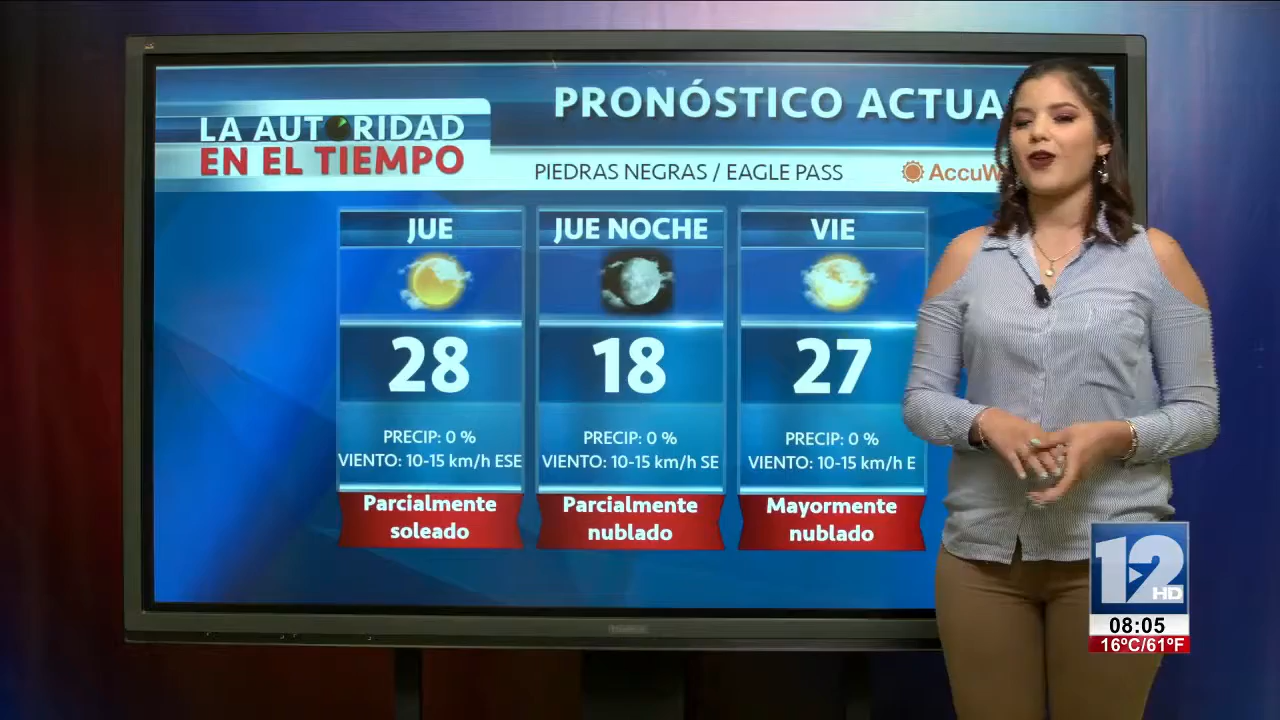 PRONÓSTICO ACTUA
LA AUTORIDAD
EN EL TIEMPO
PIEDRAS NEGRAS / EAGLE PASS
AccuW
JUE
28
PRECIP: 0 %
VIENTO: 10-15 km/h ESE
Parcialmente
soleado
JUE NOCHE
18
PRECIP: 0 %
VIENTO: 10-15 km/h SE
Parcialmente
nublado
VIE
27
PRECIP: 0 %
VIENTO: 10-15 km/h E
Mayormente
nublado
12
HD
08:05
16ºC/61ºF